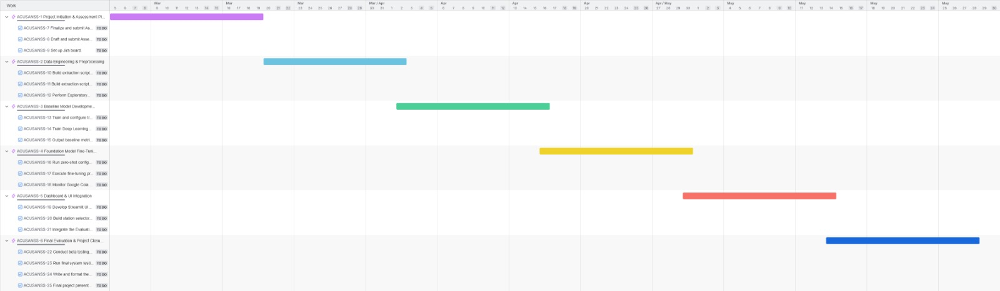 Work
Mar Mar Mar Mar / Apr Apr Apr Apr Apr / May May May May May
5 6 7 8 9 10 11 12 13 14 15 16 17 18 19 20 21 22 23 24 25 26 27 28 29 30 31 1 2 3 4 5 6 7 8 9 10 11 12 13 14 15 16 17 18 19 20 21 22 23 24 25 26 27 28 29 30 1 2 3 4 5 6 7 8 9 10 11 12 13 14 15 16 17 18 19 20 21 22 23 24 25 26 27 28 29 30
ACUSANSS-1 Project Initiation & Assessment Pl...
ACUSANSS-7 Finalize and submit As... TO DO
ACUSANSS-8 Draft and submit Asse... TO DO
ACUSANSS-9 Set up Jira board. TO DO
ACUSANSS-2 Data Engineering & Preprocessing
ACUSANSS-10 Build extraction script... TO DO
ACUSANSS-11 Build extraction script... TO DO
ACUSANSS-12 Perform Exploratory... TO DO
ACUSANSS-3 Baseline Model Developme...
ACUSANSS-13 Train and configure tr... TO DO
ACUSANSS-14 Train Deep Learning... TO DO
ACUSANSS-15 Output baseline metri... TO DO
ACUSANSS-4 Foundation Model Fine-Tuni...
ACUSANSS-16 Run zero-shot config... TO DO
ACUSANSS-17 Execute fine-tuning pr... TO DO
ACUSANSS-18 Monitor Google Cola... TO DO
ACUSANSS-5 Dashboard & UI Integration
ACUSANSS-19 Develop Streamlit UI... TO DO
ACUSANSS-20 Build station selector... TO DO
ACUSANSS-21 Integrate the Evaluati... TO DO
ACUSANSS-6 Final Evaluation & Project Closu...
ACUSANSS-22 Conduct beta testing... TO DO
ACUSANSS-23 Run final system testi... TO DO
ACUSANSS-24 Write and format the... TO DO
ACUSANSS-25 Final project present... TO DO